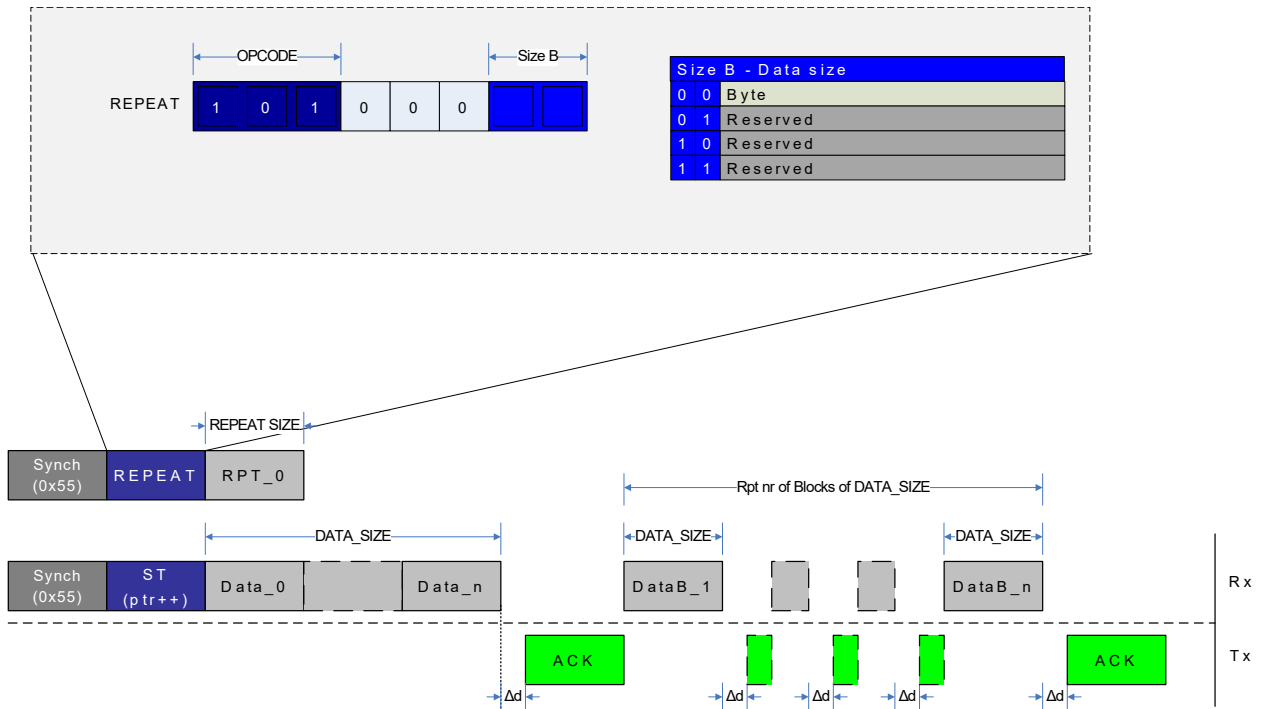 OPCODE
Size B
REPEAT
1 0 1 0 0 0
Size B - Data size
0 0 Byte
0 1 Reserved
1 0 Reserved
1 1 Reserved
REPEAT SIZE
Synch
(0x55)
REPEAT
RPT_0
Rpt nr of Blocks of DATA_SIZE
DATA_SIZE
DATA_SIZE
DATA_SIZE
Synch
(0x55)
ST
(ptr++)
Data_0
Data_n
DataB_1
DataB_n
Rx
ACK
ACK
Tx
Δd
Δd
Δd
Δd
Δd